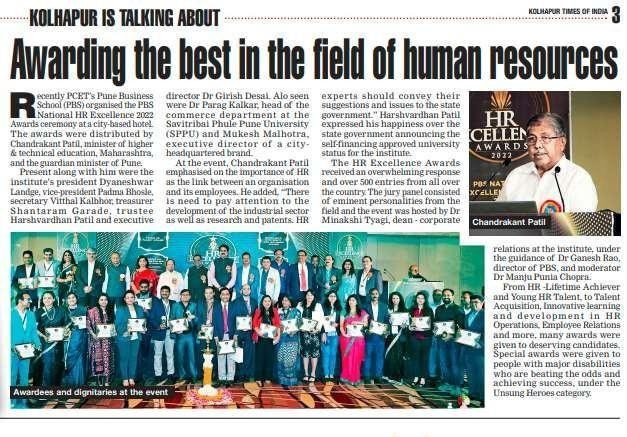 KOLHAPUR IS TALKING ABOUT
KOLHAPUR TIMES OF INDIA 3
Awarding the best in the field of human resources
Recently PCET's Pune Business
School (PBS) organised the PBS
National HR Excellence 2022
Awards ceremony at a city-based hotel.
The awards were distributed by
Chandrakant Patil, minister of higher
& technical education, Maharashtra,
and the guardian minister of Pune.
Present along with him were the
institute's president Dyaneshwar
Landge, vice-president Padma Bhosle,
secretary Vitthal Kalbhor, treasurer
Shantaram Garade, trustee
Harshvardhan Patil and executive
director Dr Girish Desai. Alo seen
were Dr Parag Kalkar, head of the
commerce department at the
Savitribai Phule Pune University
(SPPU) and Mukesh Malhotra,
executive director of a city-
headquartered brand.
At the event, Chandrakant Patil
emphasised on the importance of HR
as the link between an organisation
and its employees. He added, "There
is need to pay attention to the
development of the industrial sector
as well as research and patents. HR
experts should convey their
suggestions and issues to the state
government." Harshvardhan Patil
expressed his happiness over the
state government announcing the
self-financing approved university
status for the institute.
The HR Excellence Awards
received an overwhelming response
and over 500 entries from all over
the country. The jury panel consisted
of eminent personalities from the
field and the event was hosted by Dr
Minakshi Tyagi, dean - corporate
HR
EXCELLENCE
AWARDS
2022
PBS NAT
EXCELLEN
Chandrakant Patil
HR
Awardees and dignitaries at the event
relations at the institute, under
the guidance of Dr Ganesh Rao,
director of PBS, and moderator
Dr Manju Punia Chopra.
From HR -Lifetime Achiever
and Young HR Talent, to Talent
Acquisition, Innovative learning
and development in HR
Operations, Employee Relations
and more, many awards were
given to deserving candidates.
Special awards were given to
people with major disabilities
who are beating the odds and
achieving success, under the
Unsung Heroes category.